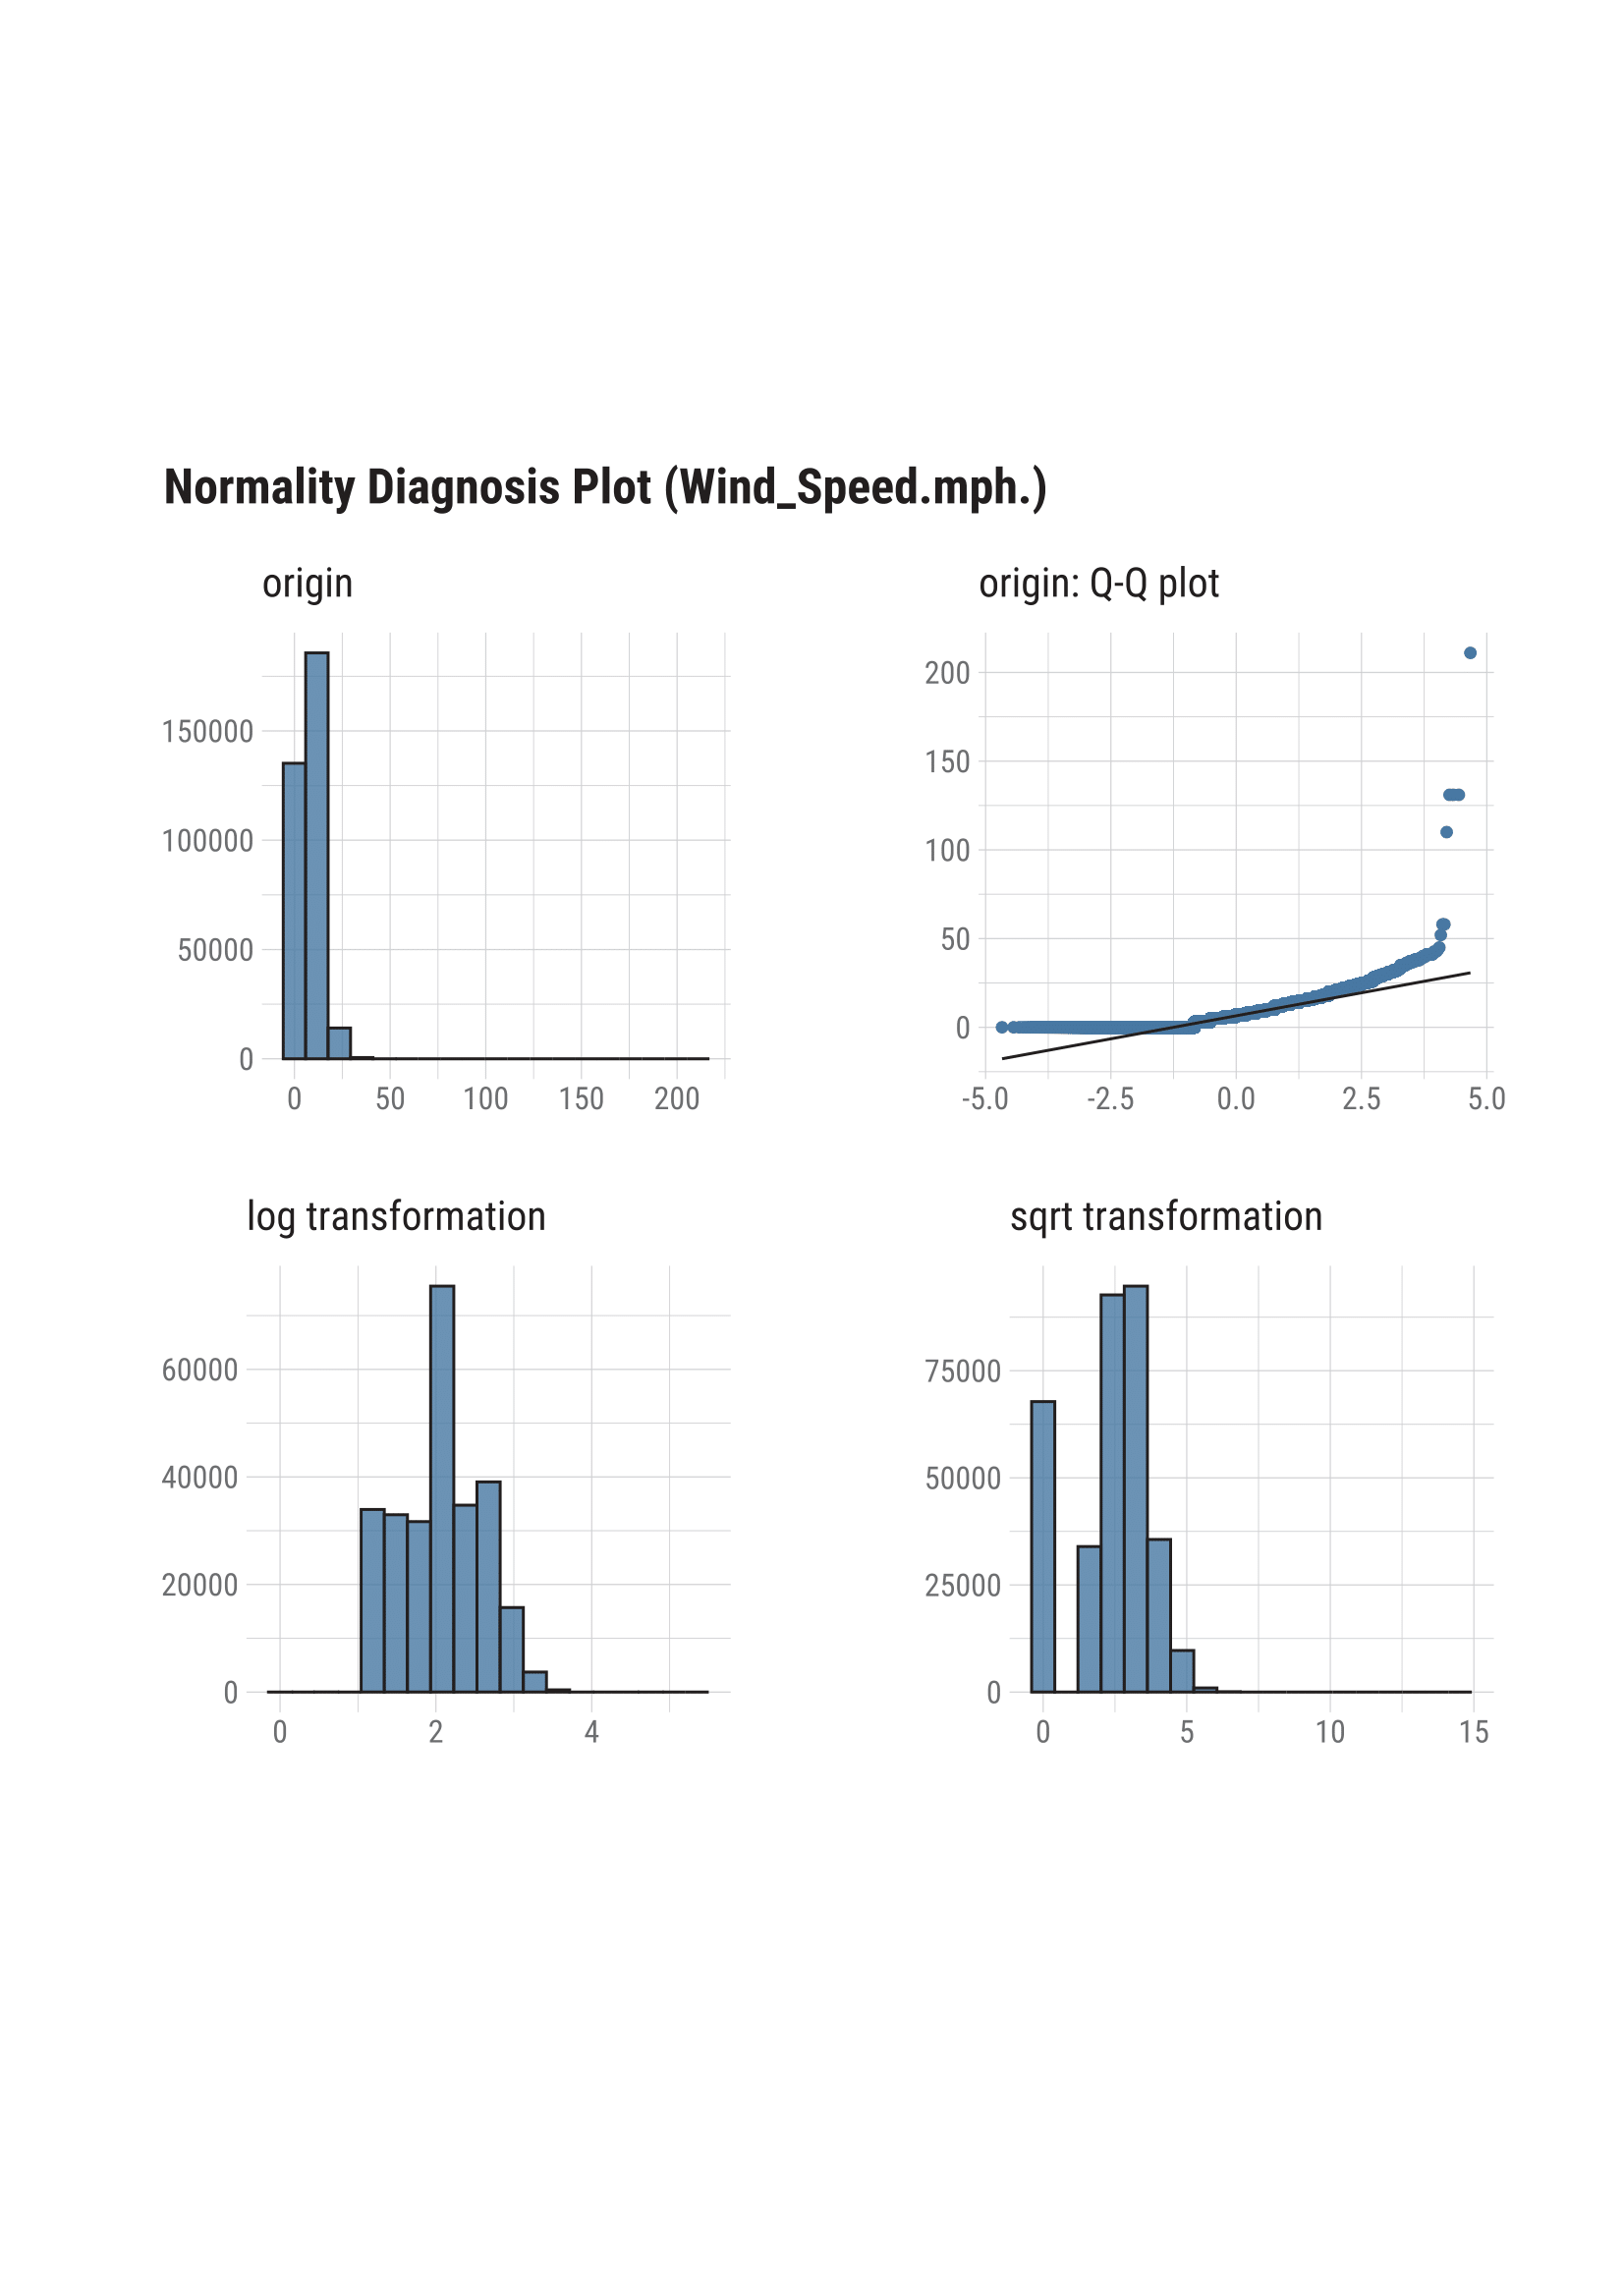 Normality Diagnosis Plot (Wind_Speed.mph.)
origin
150000
100000
50000
0
0 50 100 150 200
origin: Q-Q plot
200
150
100
50
0
-5.0 -2.5 0.0 2.5 5.0
log transformation
60000
40000
20000
0
0 2 4
sqrt transformation
75000
50000
25000
0
0 5 10 15